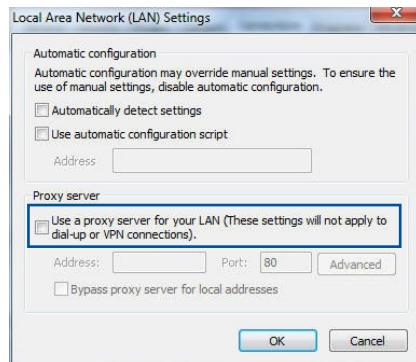 Local Area Network (LAN) Settings
Automatic configuration
Automatic configuration may override manual settings. To ensure the
use of manual settings, disable automatic configuration.
Automatically detect settings
Use automatic configuration script
Address
Proxy server
Use a proxy server for your LAN (These settings will not apply to
dial-up or VPN connections).
Address: Port: 80 Advanced
Bypass proxy server for local addresses
OK Cancel